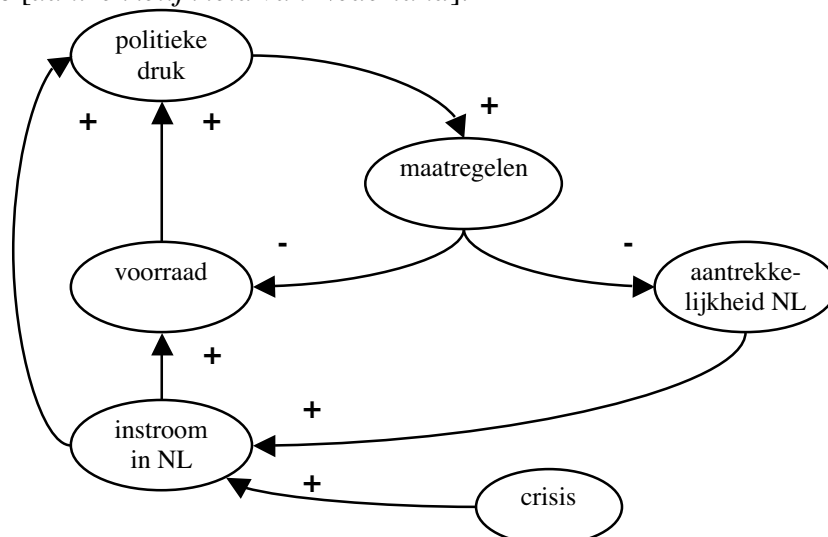 politieke
druk
+
+
+
maatregelen
-
-
voorraad
aantrekke-
lijkheid NL
+
+
instroom
in NL
+
crisis